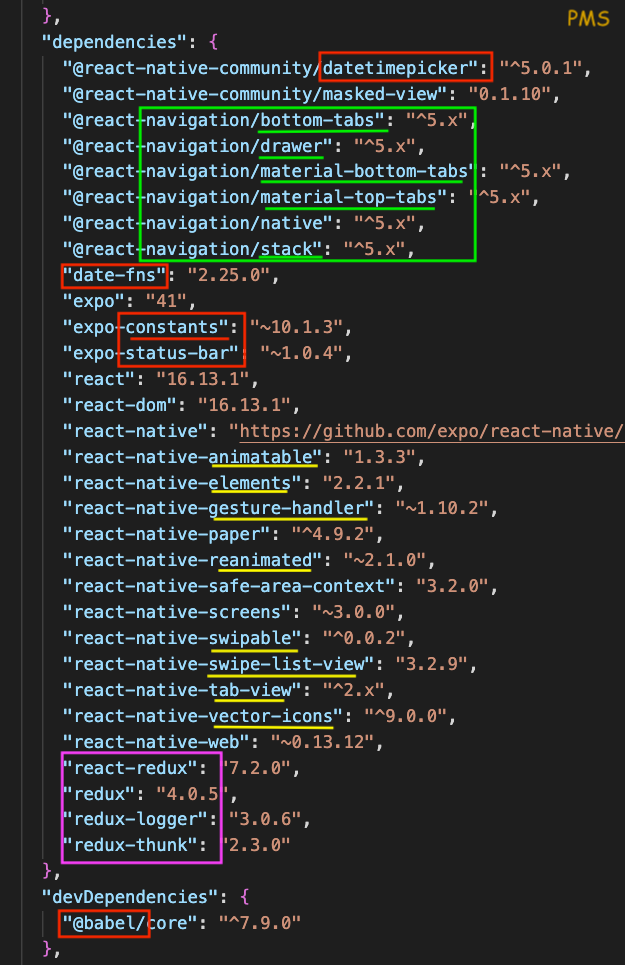 PMS
},
"dependencies": {
"@react-native-community/datetimepicker": "^5.0.1",
"@react-native-community/masked-view": "0.1.10",
"@react-navigation/bottom-tabs": "^5.x",
"@react-navigation/drawer": "^5.x",
"@react-navigation/material-bottom-tabs": "^5.x",
"@react-navigation/material-top-tabs": "^5.x",
"@react-navigation/native": "^5.x",
"@react-navigation/stack": "^5.x",
"date-fns": "2.25.0",
"expo": "41",
"expo-constants": "~10.1.3",
"expo-status-bar": "~1.0.4",
"react": "16.13.1",
"react-dom": "16.13.1",
"react-native": "https://github.com/expo/react-native/
"react-native-animatable": "1.3.3",
"react-native-elements": "2.2.1",
"react-native-gesture-handler": "~1.10.2",
"react-native-paper": "^4.9.2",
"react-native-reanimated": "~2.1.0",
"react-native-safe-area-context": "3.2.0",
"react-native-screens": "~3.0.0",
"react-native-swipable": "^0.0.2",
"react-native-swipe-list-view": "3.2.9",
"react-native-tab-view": "^2.x",
"react-native-vector-icons": "^9.0.0",
"react-native-web": "~0.13.12",
"react-redux": "7.2.0",
"redux": "4.0.5",
"redux-logger": "3.0.6",
"redux-thunk": "2.3.0"
},
"devDependencies": {
"@babel/core": "^7.9.0"
},